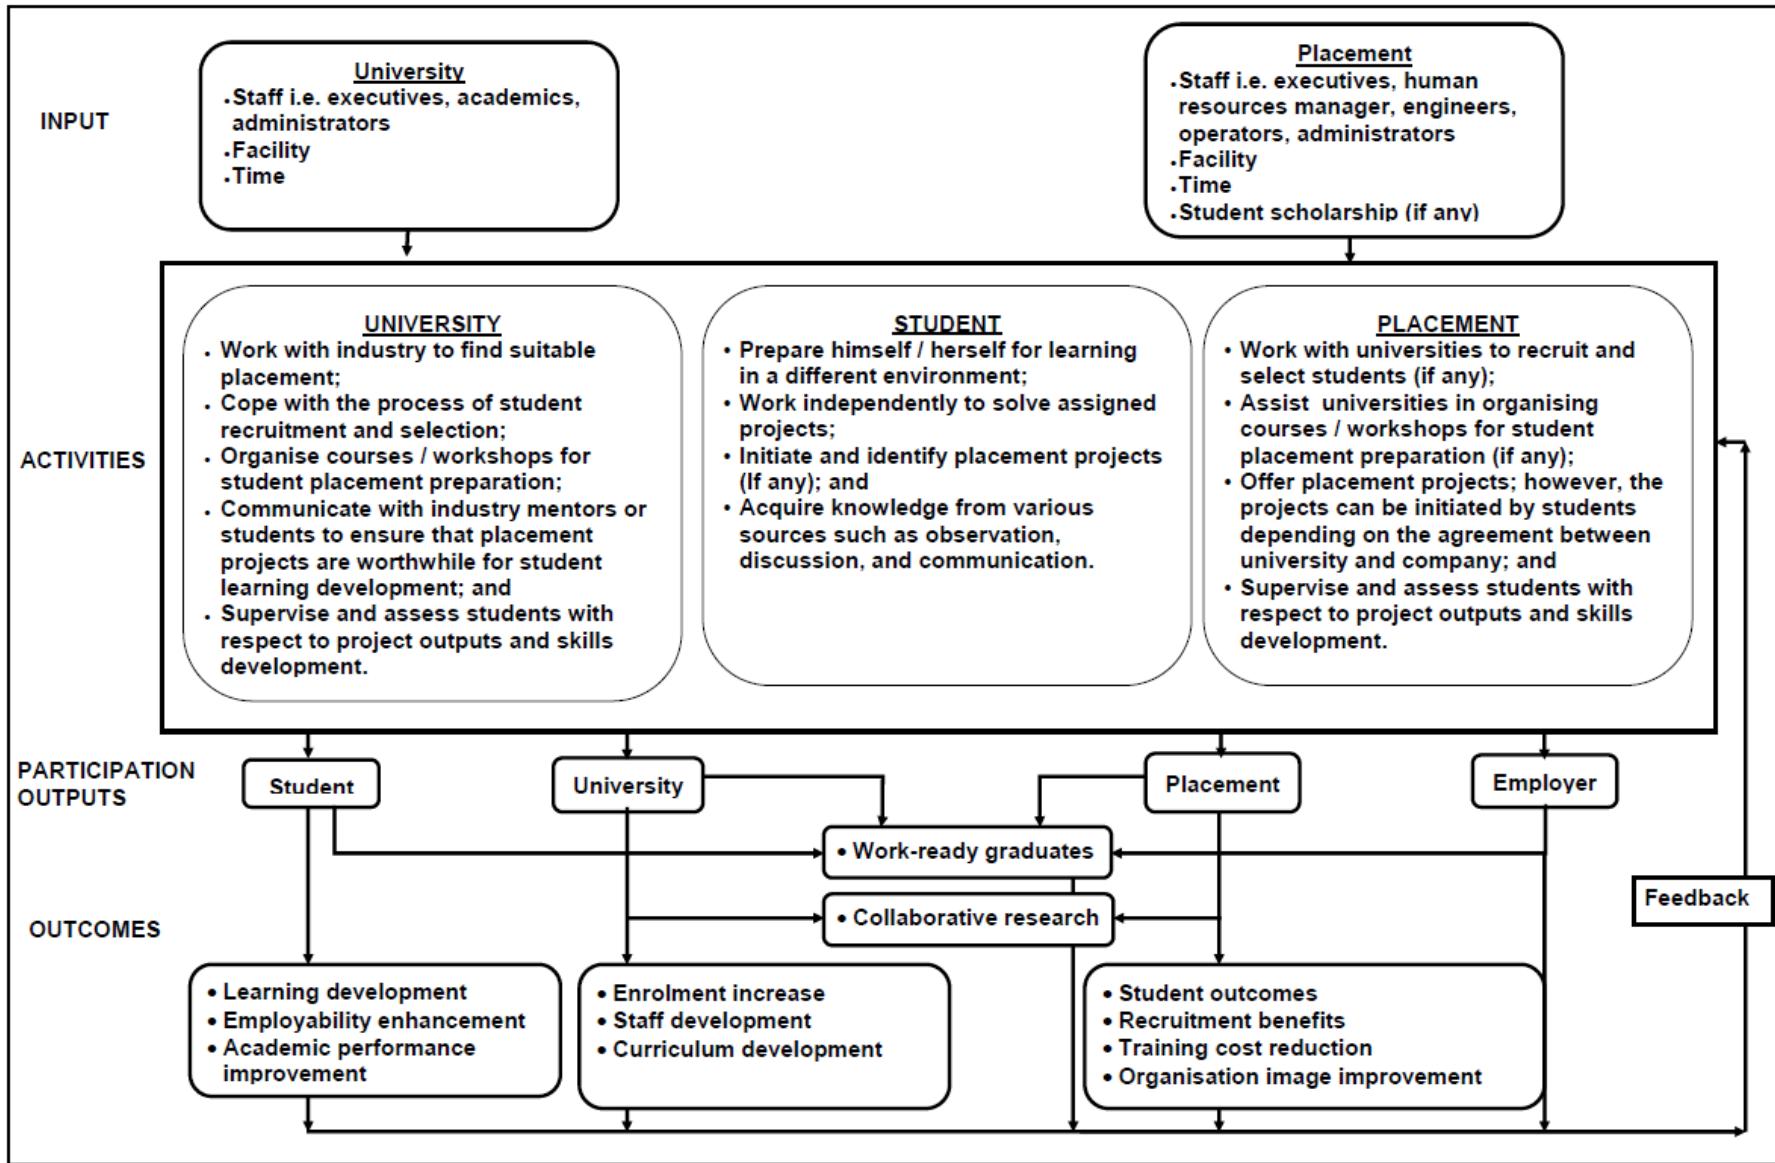 INPUT
University
.Staff i.e. executives, academics,
administrators
.Facility
.Time
Placement
.Staff i.e. executives, human
resources manager, engineers,
operators, administrators
.Facility
.Time
.Student scholarship (if any)
ACTIVITIES
UNIVERSITY
. Work with industry to find suitable
placement;
. Cope with the process of student
recruitment and selection;
. Organise courses / workshops for
student placement preparation;
. Communicate with industry mentors or
students to ensure that placement
projects are worthwhile for student
learning development; and
. Supervise and assess students with
respect to project outputs and skills
development.
STUDENT
• Prepare himself / herself for learning
in a different environment;
• Work independently to solve assigned
projects;
• Initiate and identify placement projects
(If any); and
• Acquire knowledge from various
sources such as observation,
discussion, and communication.
PLACEMENT
• Work with universities to recruit and
select students (if any);
• Assist universities in organising
courses / workshops for student
placement preparation (if any);
• Offer placement projects; however, the
projects can be initiated by students
depending on the agreement between
university and company; and
• Supervise and assess students with
respect to project outputs and skills
development.
PARTICIPATION
OUTPUTS
Student
University
Placement
Employer
• Work-ready graduates
• Collaborative research
Feedback
OUTCOMES
• Learning development
• Employability enhancement
• Academic performance
improvement
• Enrolment increase
• Staff development
• Curriculum development
• Student outcomes
• Recruitment benefits
• Training cost reduction
• Organisation image improvement